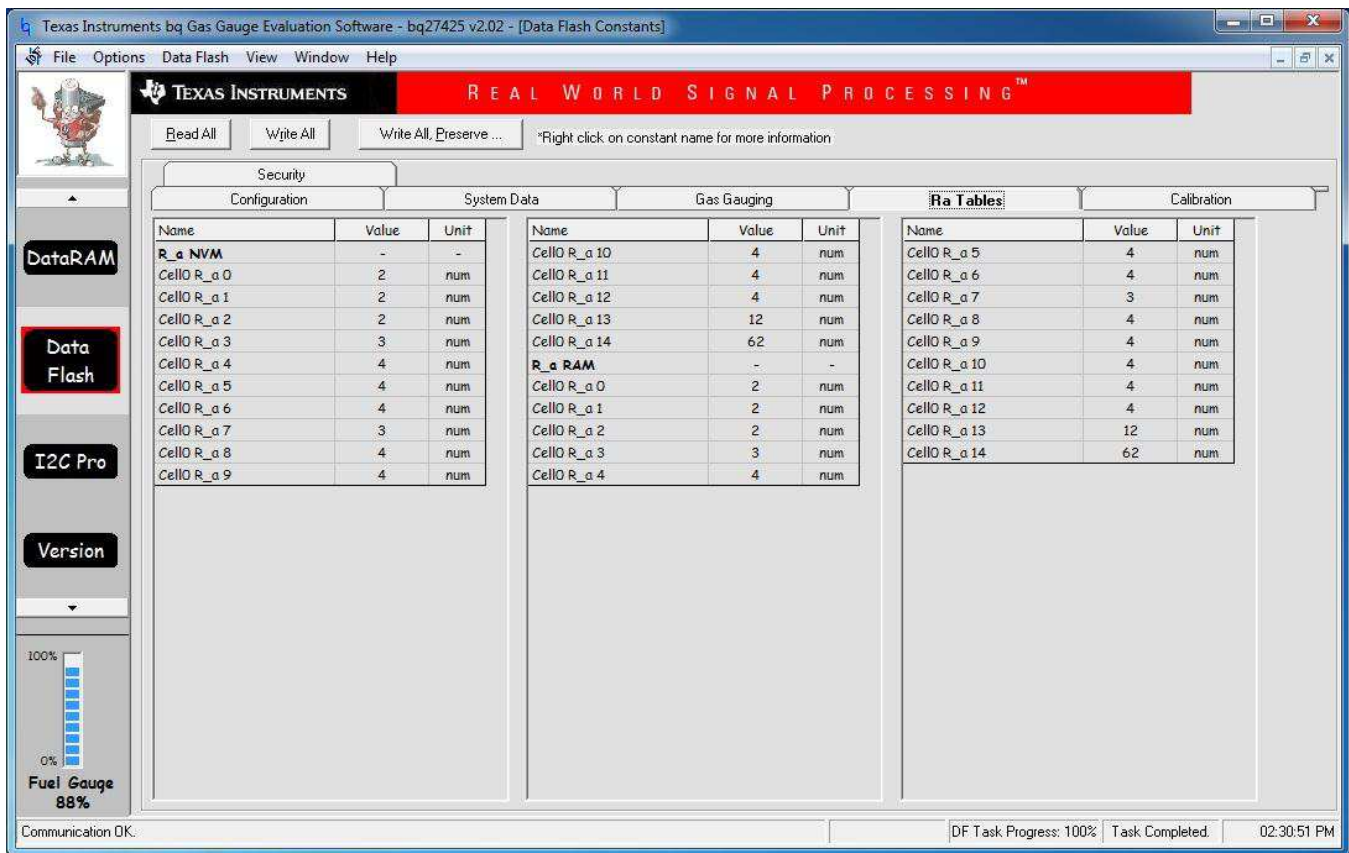 Texas Instruments bq Gas Gauge Evaluation Software - bq27425 v2.02 - [Data Flash Constants]
File Options Data Flash View Window Help
TEXAS INSTRUMENTS
REAL WORLD SIGNAL PROCESSING™
Read All Write All Write All, Preserve ... *Right click on constant name for more information
Security
Configuration System Data Gas Gauging Ra Tables Calibration
DataRAM
Data
Flash
I2C Pro
Version
100%
0%
Fuel Gauge
88%
Name Value Unit
R_a NVM - -
Cell0 R_a 0 2 num
Cell0 R_a 1 2 num
Cell0 R_a 2 2 num
Cell0 R_a 3 3 num
Cell0 R_a 4 4 num
Cell0 R_a 5 4 num
Cell0 R_a 6 4 num
Cell0 R_a 7 3 num
Cell0 R_a 8 4 num
Cell0 R_a 9 4 num
Name Value Unit
Cell0 R_a 10 4 num
Cell0 R_a 11 4 num
Cell0 R_a 12 4 num
Cell0 R_a 13 12 num
Cell0 R_a 14 62 num
R_a RAM - -
Cell0 R_a 0 2 num
Cell0 R_a 1 2 num
Cell0 R_a 2 2 num
Cell0 R_a 3 3 num
Cell0 R_a 4 4 num
Name Value Unit
Cell0 R_a 5 4 num
Cell0 R_a 6 4 num
Cell0 R_a 7 3 num
Cell0 R_a 8 4 num
Cell0 R_a 9 4 num
Cell0 R_a 10 4 num
Cell0 R_a 11 4 num
Cell0 R_a 12 4 num
Cell0 R_a 13 12 num
Cell0 R_a 14 62 num
Communication OK. DF Task Progress: 100% Task Completed. 02:30:51 PM